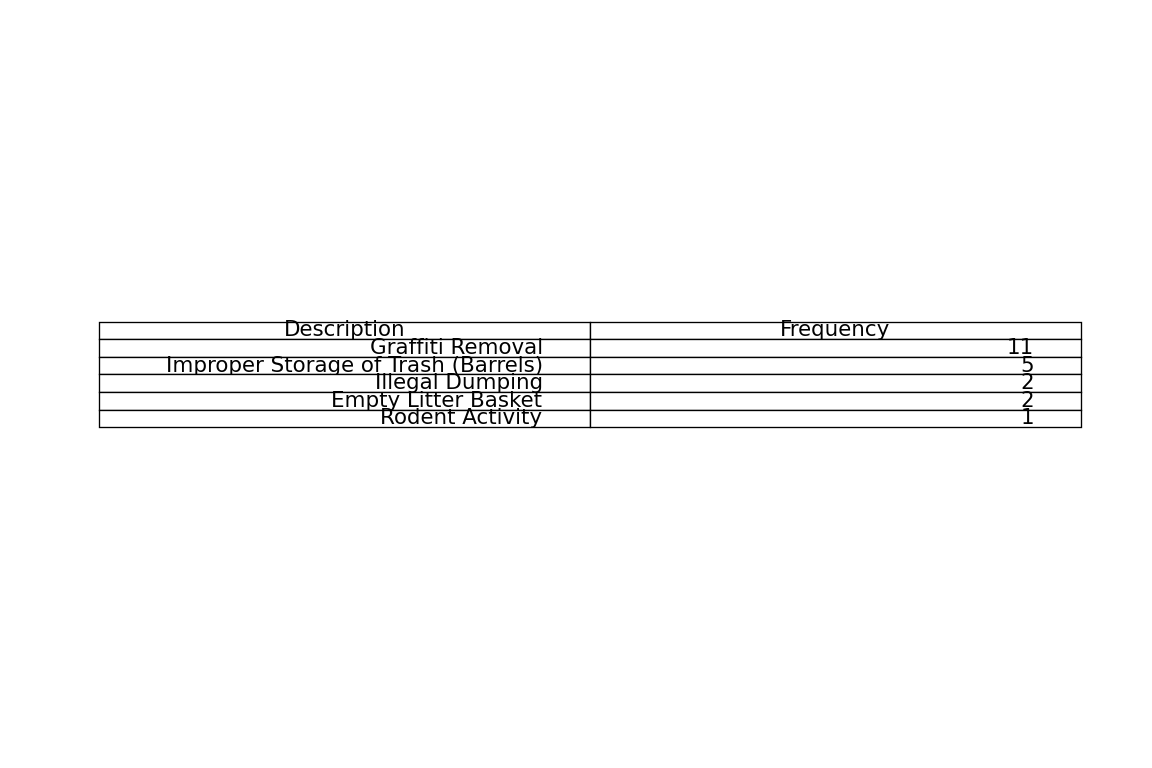 Description Frequency
Graffiti Removal 11
Improper Storage of Trash (Barrels) 5
Illegal Dumping 2
Empty Litter Basket 2
Rodent Activity 1